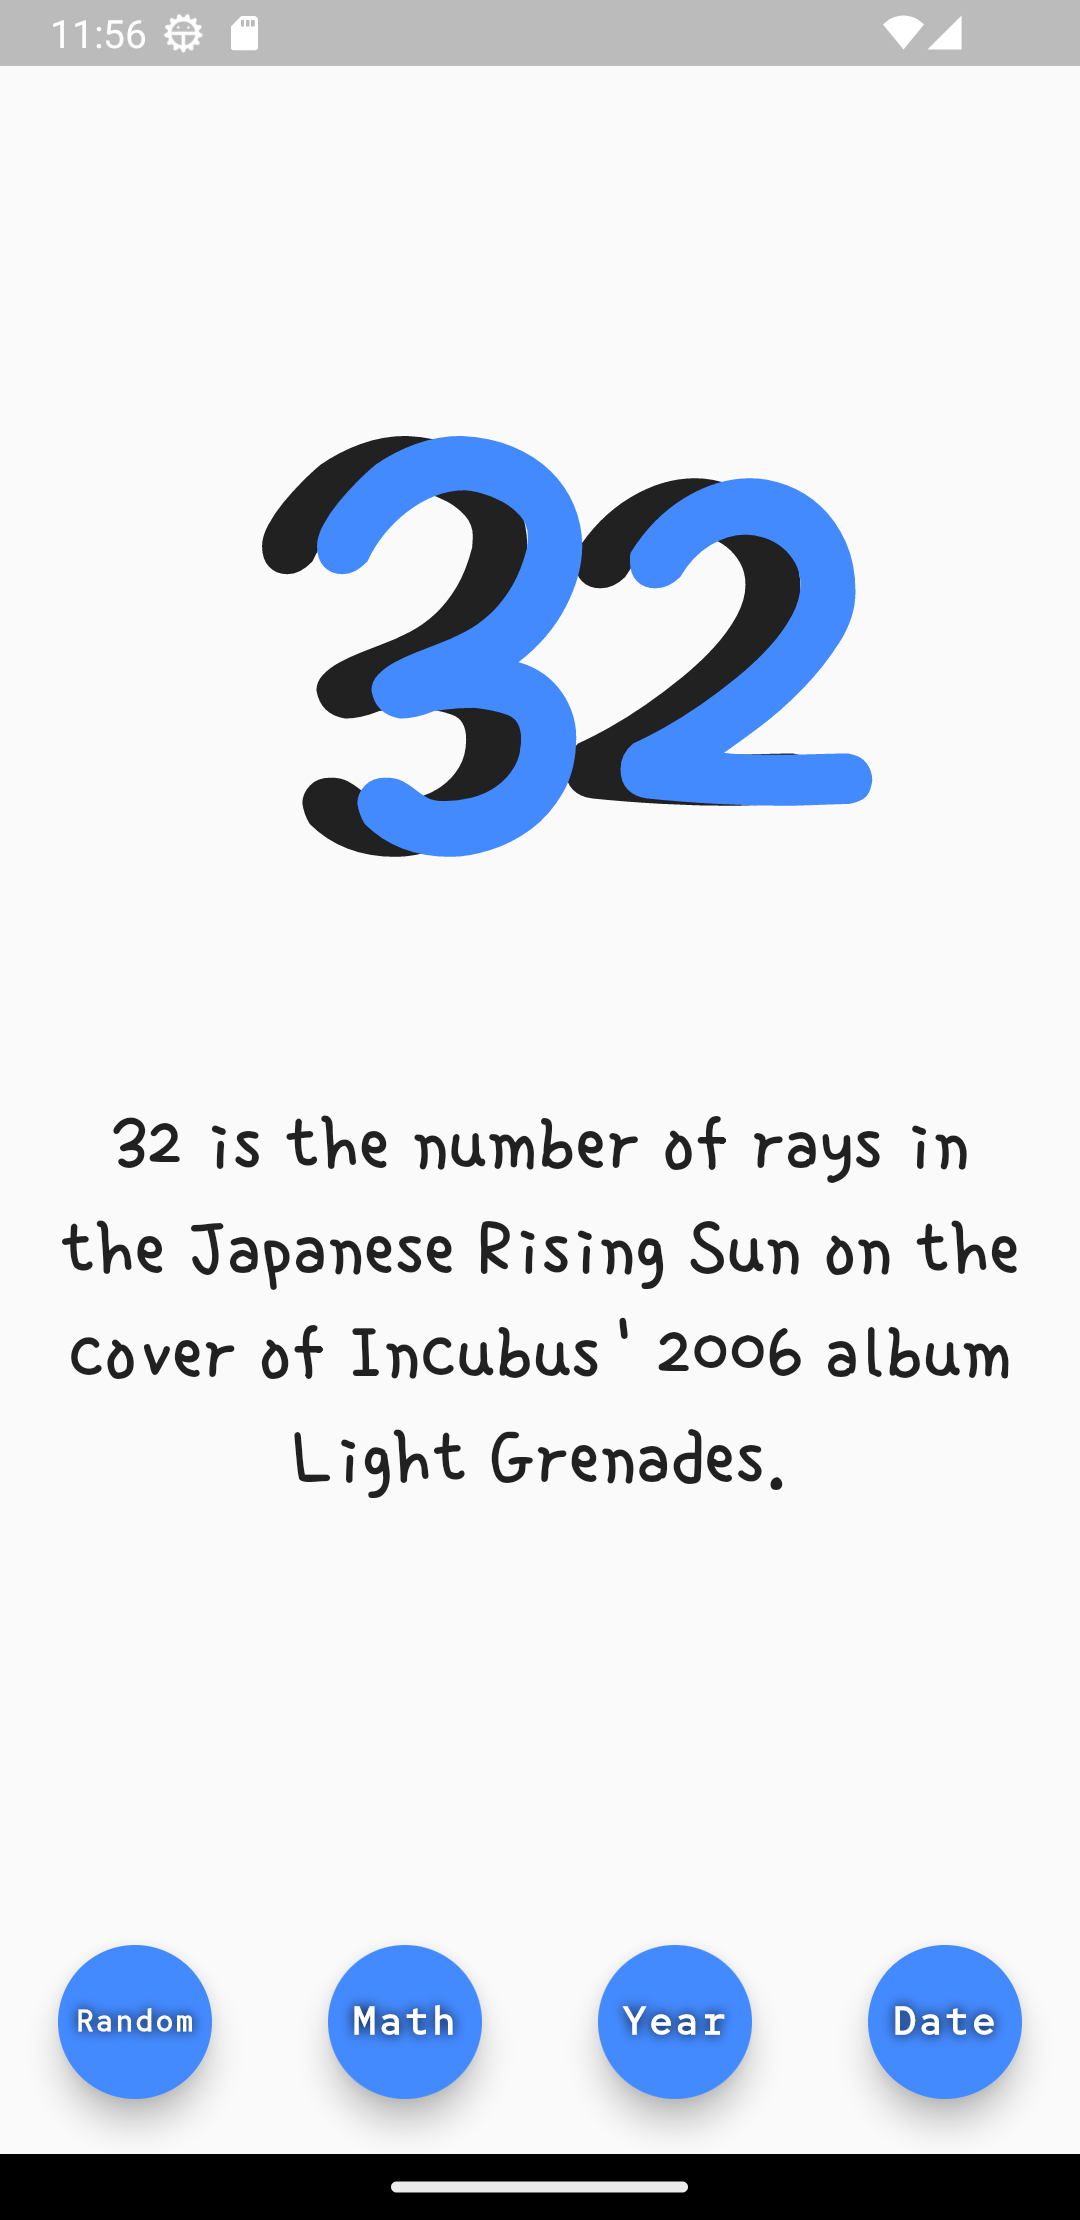 11:56
32
32 is the number of rays in
the Japanese Rising Sun on the
cover of Incubus' 2006 album
Light Grenades.
Random Math Year Date